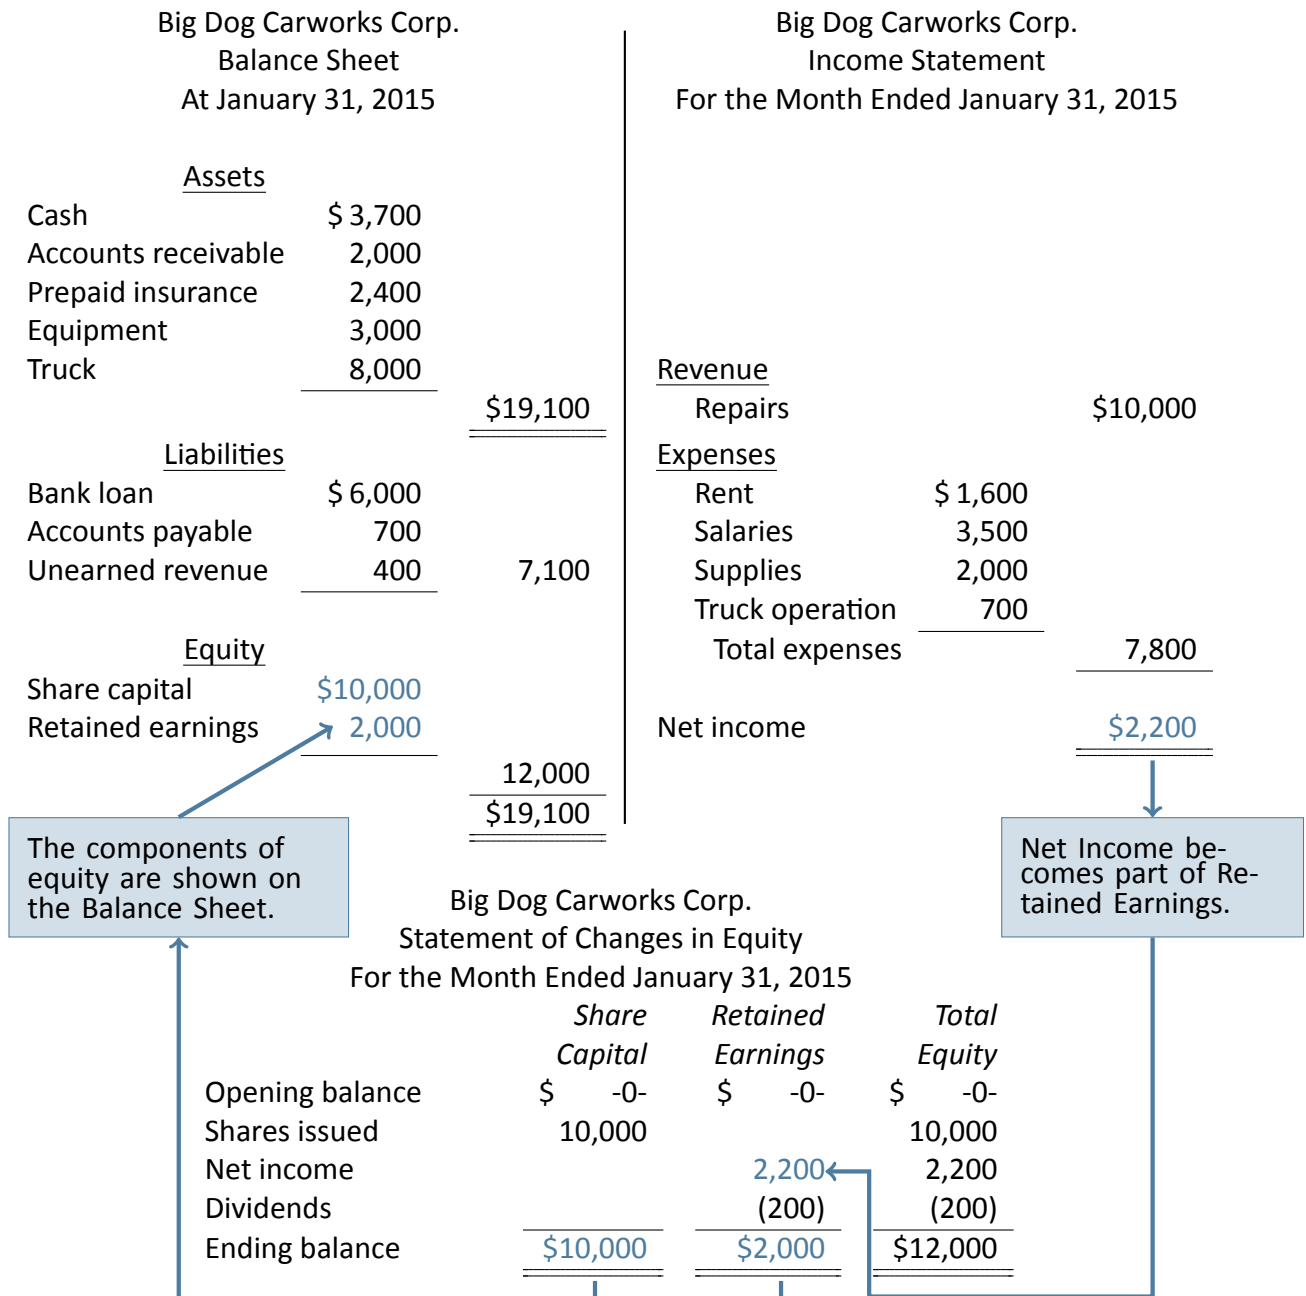 Big Dog Carworks Corp.
Balance Sheet
At January 31, 2015
Assets
Cash $ 3,700
Accounts receivable 2,000
Prepaid insurance 2,400
Equipment 3,000
Truck 8,000
$19,100
Liabilities
Bank loan $ 6,000
Accounts payable 700
Unearned revenue 400 7,100
Equity
Share capital $10,000
Retained earnings 2,000
12,000
$19,100
Big Dog Carworks Corp.
Income Statement
For the Month Ended January 31, 2015
Revenue
Repairs $10,000
Expenses
Rent $ 1,600
Salaries 3,500
Supplies 2,000
Truck operation 700
Total expenses 7,800
Net income $2,200
The components of
equity are shown on
the Balance Sheet.
Net Income be-
comes part of Re-
tained Earnings.
Big Dog Carworks Corp.
Statement of Changes in Equity
For the Month Ended January 31, 2015
Share Retained Total
Capital Earnings Equity
Opening balance $ -0- $ -0- $ -0-
Shares issued 10,000 10,000
Net income 2,200 2,200
Dividends (200) (200)
Ending balance $10,000 $2,000 $12,000